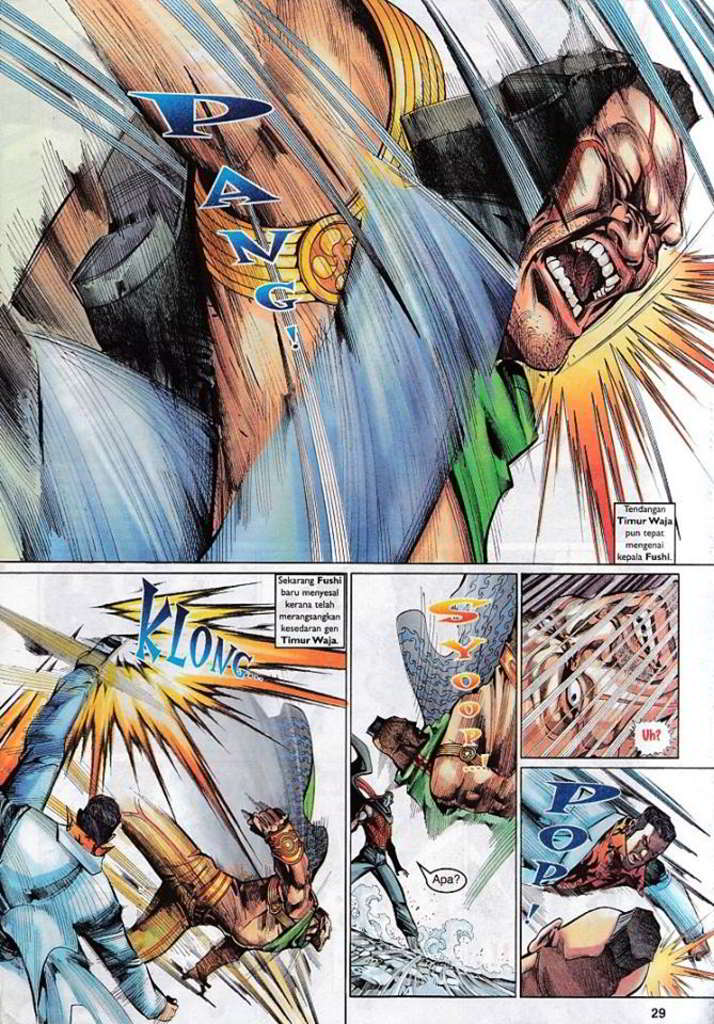 PANG!
Tendangan
Timur Waja
pun tepat
mengenai
kepala Fushi.
Sekarang Fushi
baru menyesal
kerana telah
merangsangkan
kesedaran gen
Timur Waja.
KLONG...
SYOOOP!...
Apa?
Uh?
POP!
29